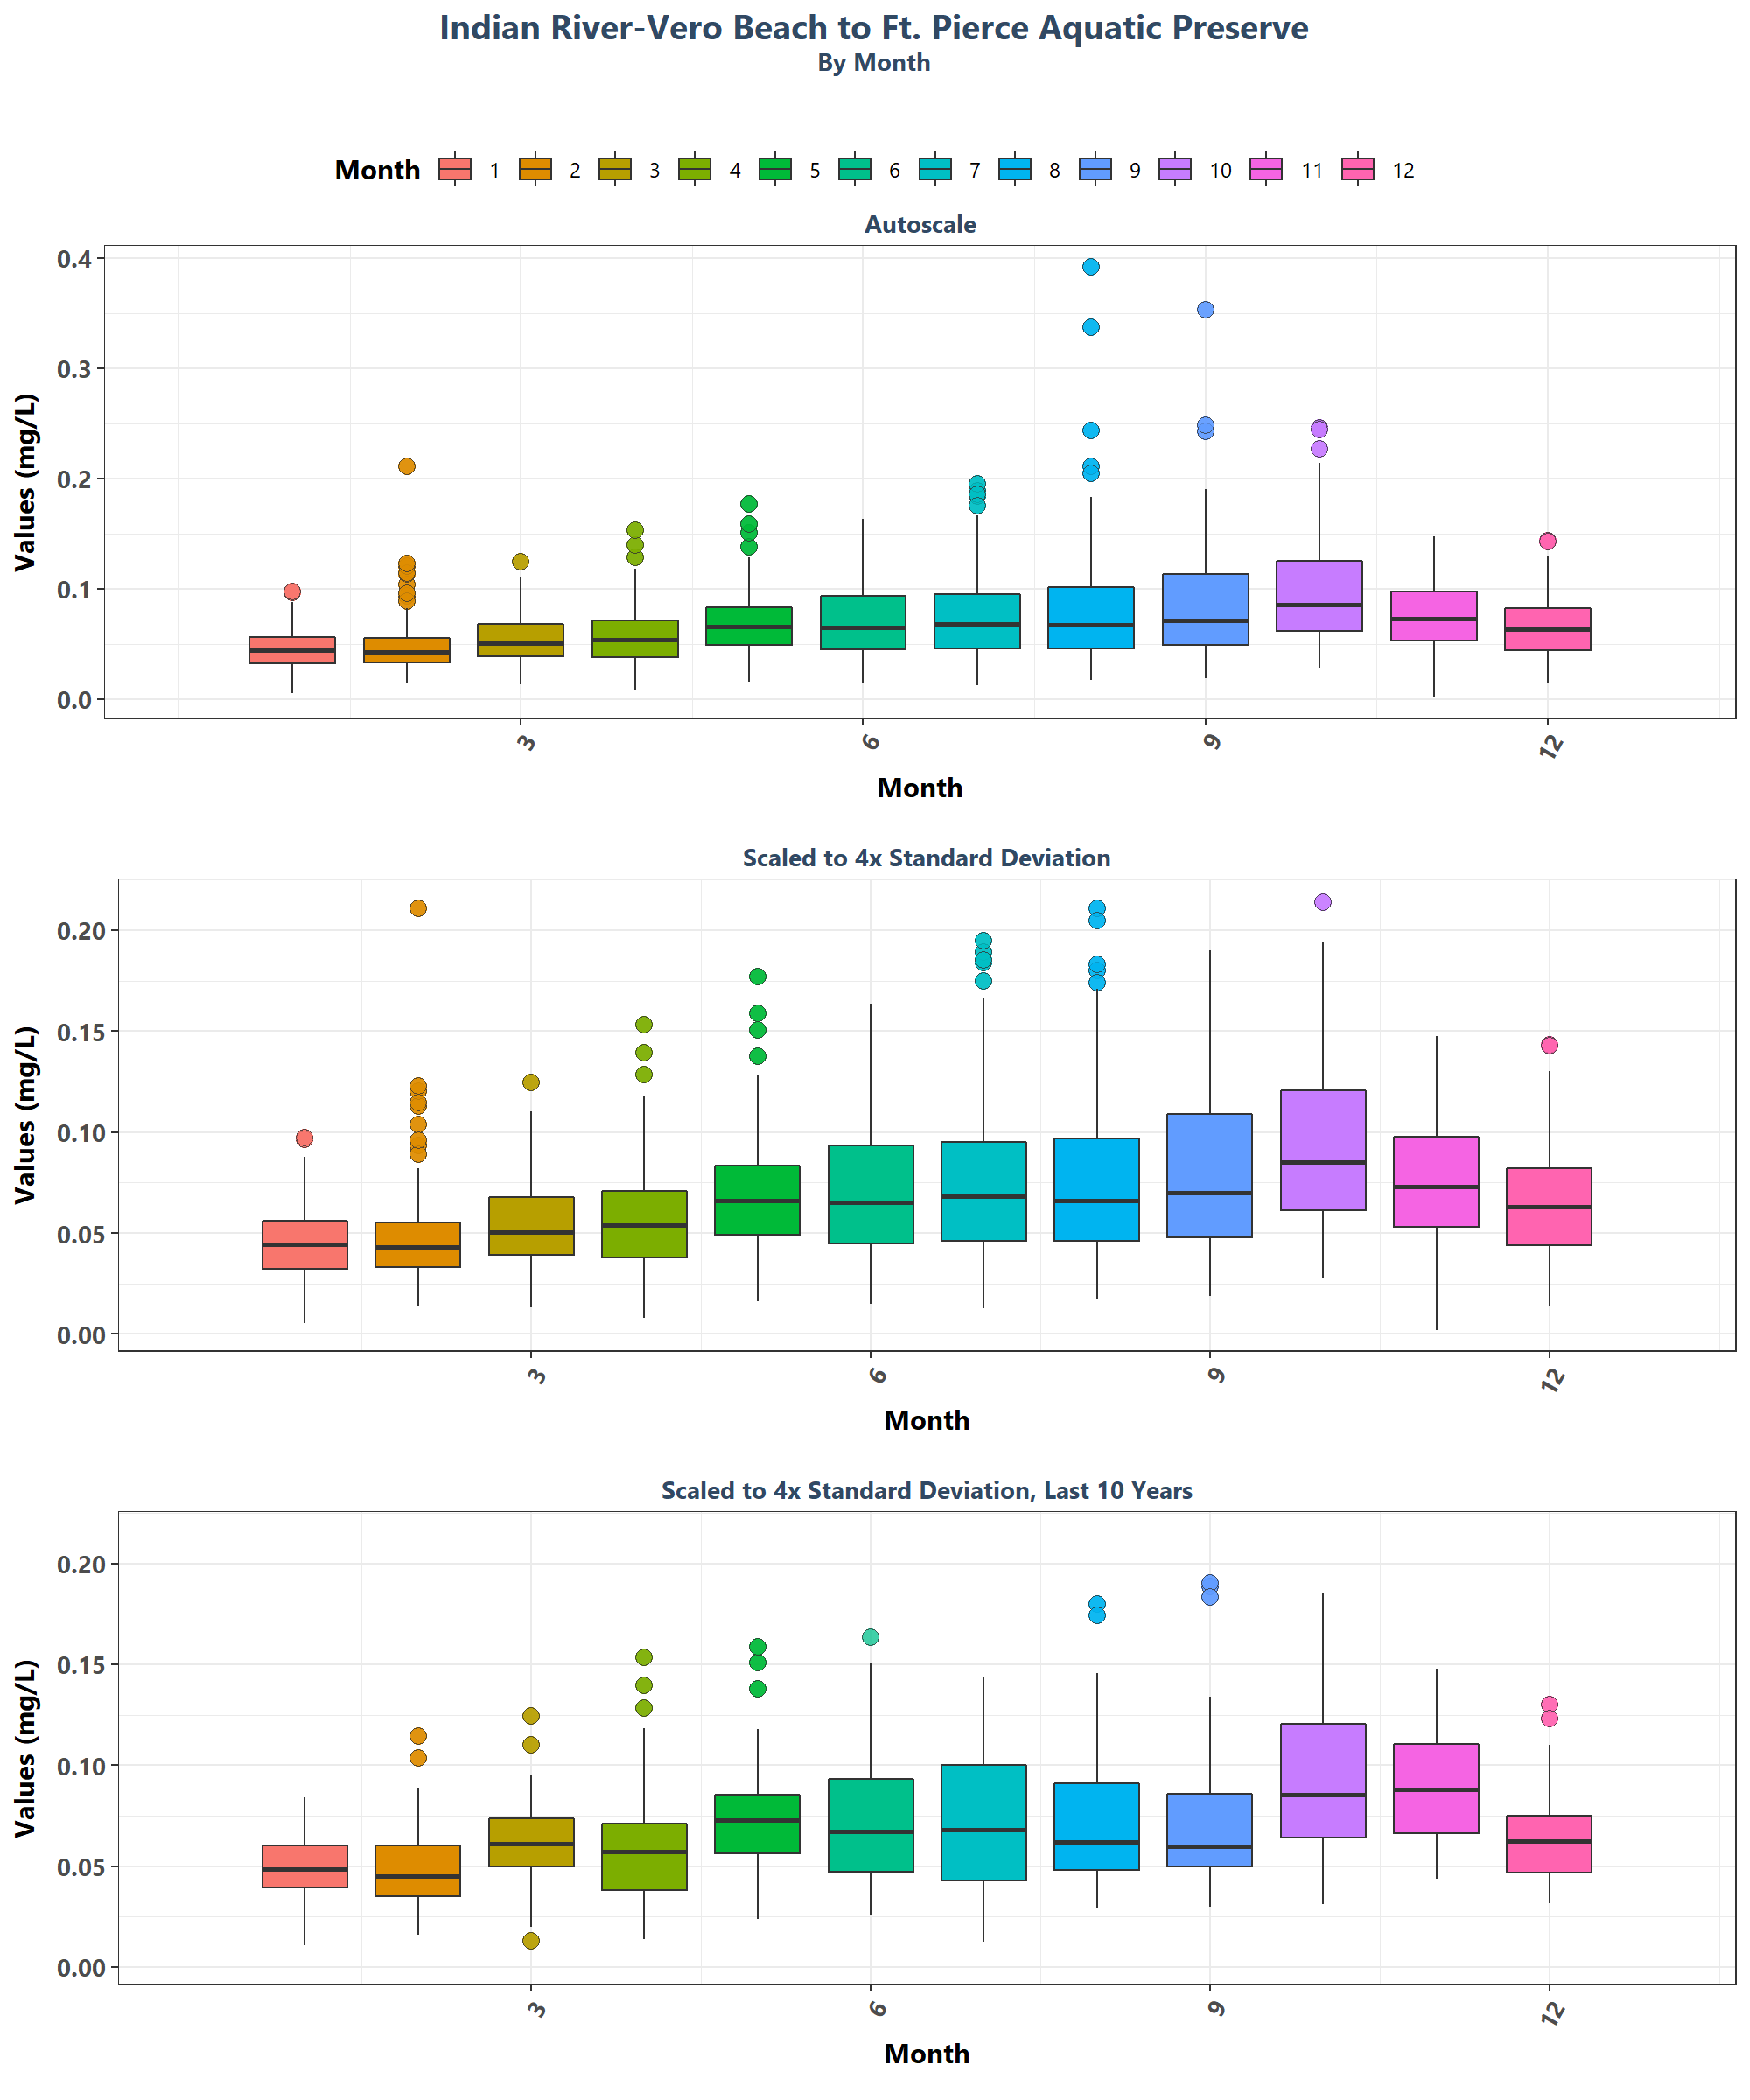 Indian River-Vero Beach to Ft. Pierce Aquatic Preserve
By Month
Month 1 2 3 4 5 6 7 8 9 10 11 12
Autoscale
Values (mg/L)
0.4
0.3
0.2
0.1
0.0
3 6 9 12
Month
Scaled to 4x Standard Deviation
Values (mg/L)
0.20
0.15
0.10
0.05
0.00
3 6 9 12
Month
Scaled to 4x Standard Deviation, Last 10 Years
Values (mg/L)
0.20
0.15
0.10
0.05
0.00
3 6 9 12
Month